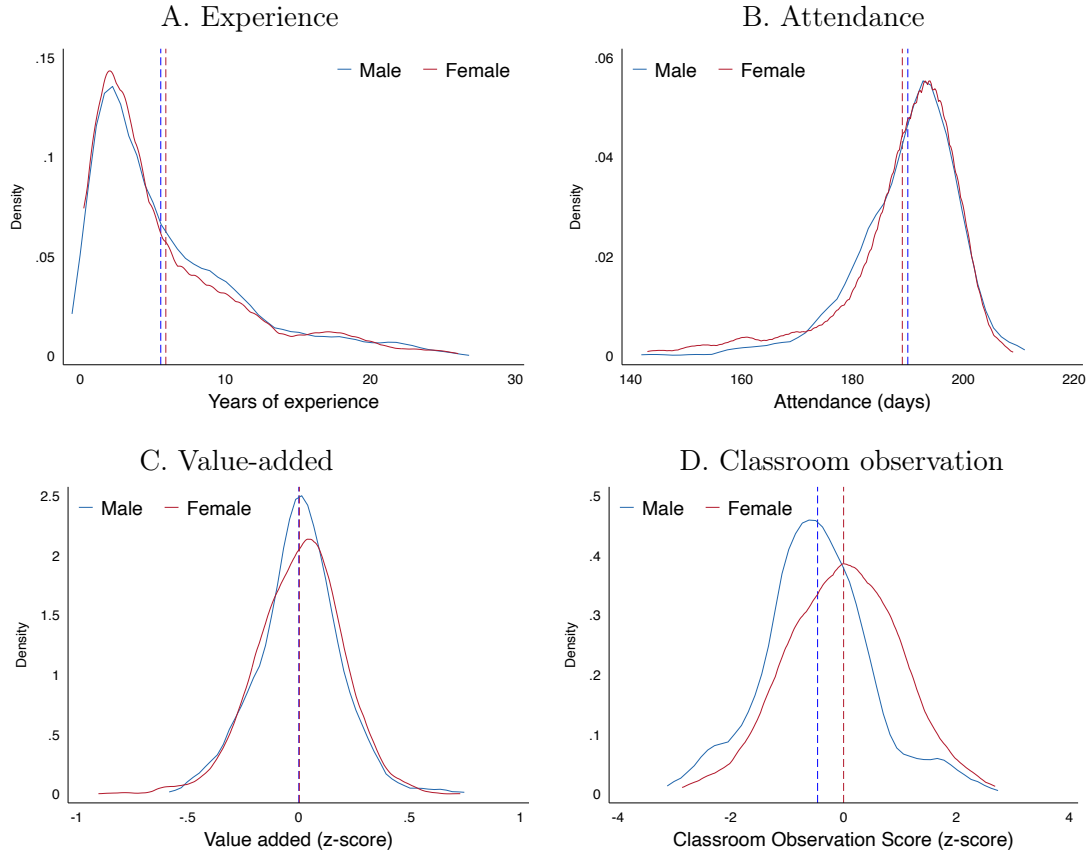 A. Experience
Male Female
Density
.15
.1
.05
0
0 10 20 30
Years of experience
B. Attendance
Male Female
Density
.06
.04
.02
0
140 160 180 200 220
Attendance (days)
C. Value-added
Male Female
Density
2.5
2
1.5
1
.5
0
-1 -.5 0 .5 1
Value added (z-score)
D. Classroom observation
Male Female
Density
.5
.4
.3
.2
.1
0
-4 -2 0 2 4
Classroom Observation Score (z-score)